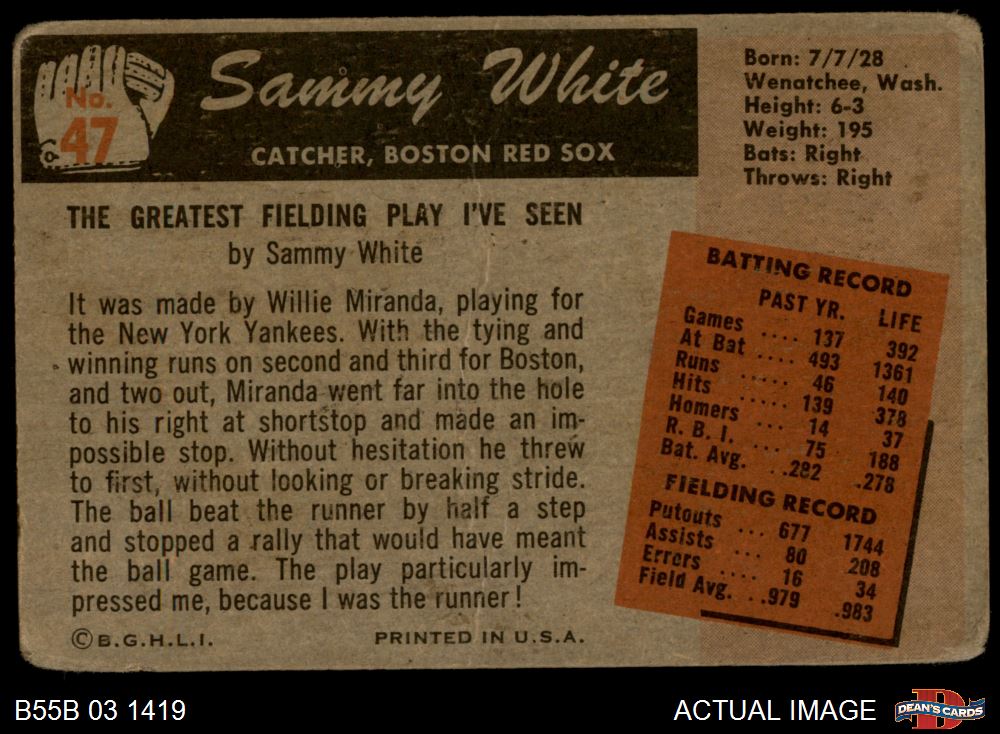 No.
47
Sammy White
CATCHER, BOSTON RED SOX
Born: 7/7/28
Wenatchee, Wash.
Height: 6-3
Weight: 195
Bats: Right
Throws: Right
THE GREATEST FIELDING PLAY I'VE SEEN
by Sammy White
It was made by Willie Miranda, playing for
the New York Yankees. With the tying and
winning runs on second and third for Boston,
and two out, Miranda went far into the hole
to his right at shortstop and made an im-
possible stop. Without hesitation he threw
to first, without looking or breaking stride.
The ball beat the runner by half a step
and stopped a rally that would have meant
the ball game. The play particularly im-
pressed me, because I was the runner!
©B.G.H.L.I. PRINTED IN U.S.A.
BATTING RECORD
PAST YR. LIFE
Games .... 137 392
At Bat .... 493 1361
Runs ..... 46 140
Hits ..... 139 378
Homers ... 14 37
R. B. I. .... 75 188
Bat. Avg. ..282 .278
FIELDING RECORD
Putouts ... 677 1744
Assists ... 80 208
Errors .... 16 34
Field Avg. ..979 .983
B55B 03 1419 ACTUAL IMAGE DEAN'S CARDS